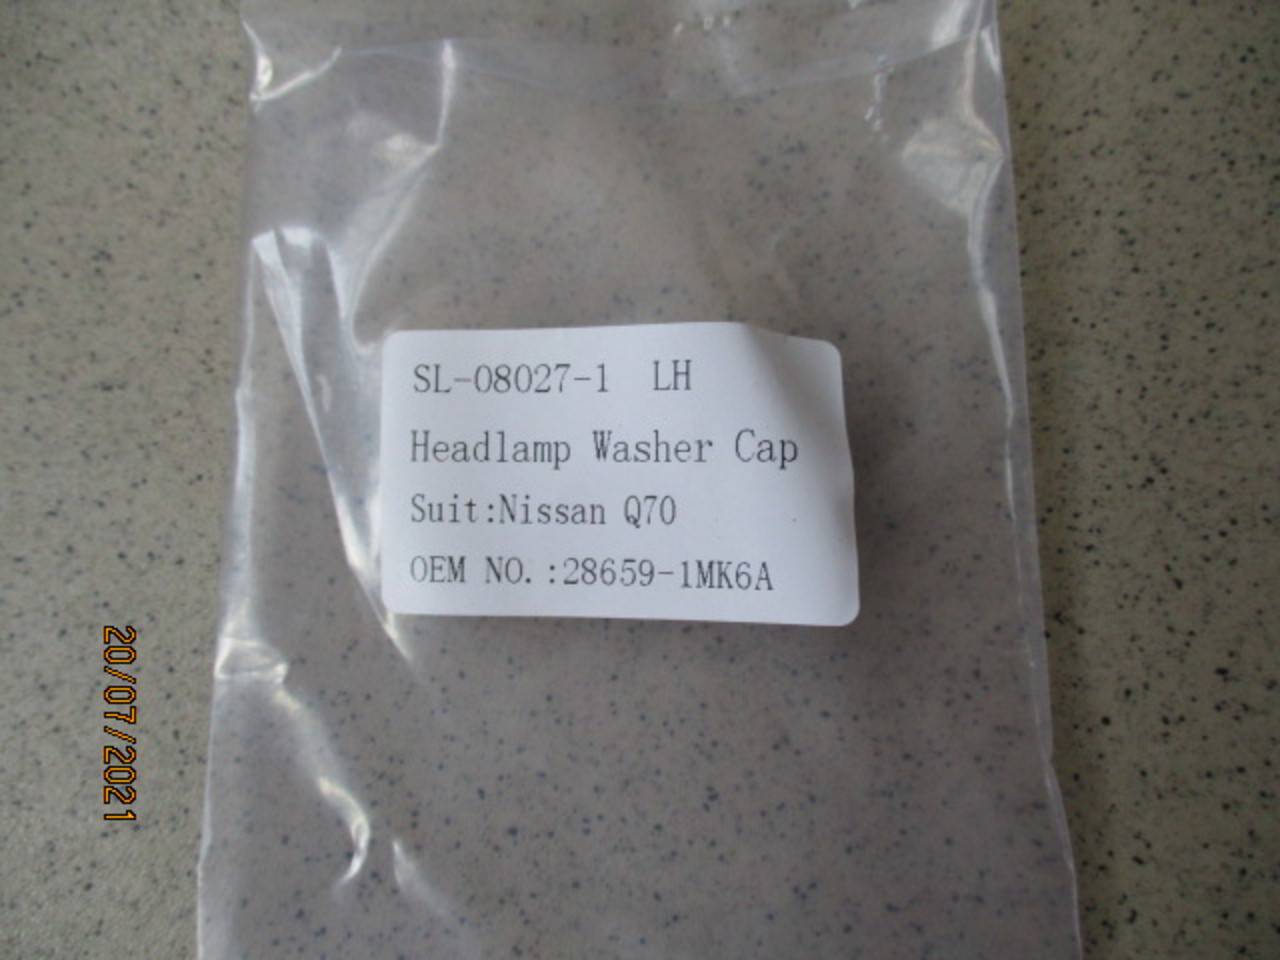 SL-08027-1 LH
Headlamp Washer Cap
Suit:Nissan Q70
OEM NO.:28659-1MK6A
20/07/2021